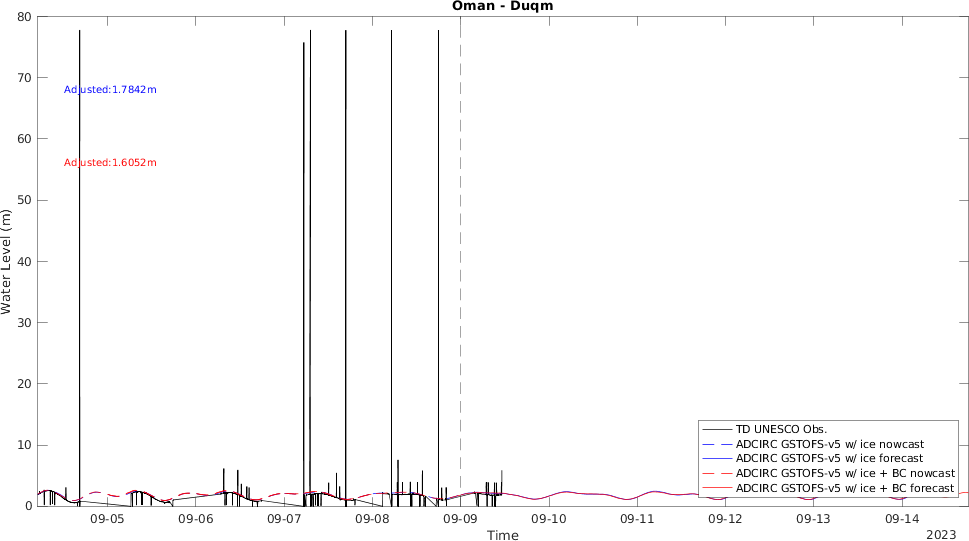 Oman - Duqm
80
70
60
50
40
30
20
10
0
Water Level (m)
Adjusted:1.7842m
Adjusted:1.6052m
TD UNESCO Obs.
ADCIRC GSTOFS-v5 w/ ice nowcast
ADCIRC GSTOFS-v5 w/ ice forecast
ADCIRC GSTOFS-v5 w/ ice + BC nowcast
ADCIRC GSTOFS-v5 w/ ice + BC forecast
09-05 09-06 09-07 09-08 09-09 09-10 09-11 09-12 09-13 09-14
Time
2023